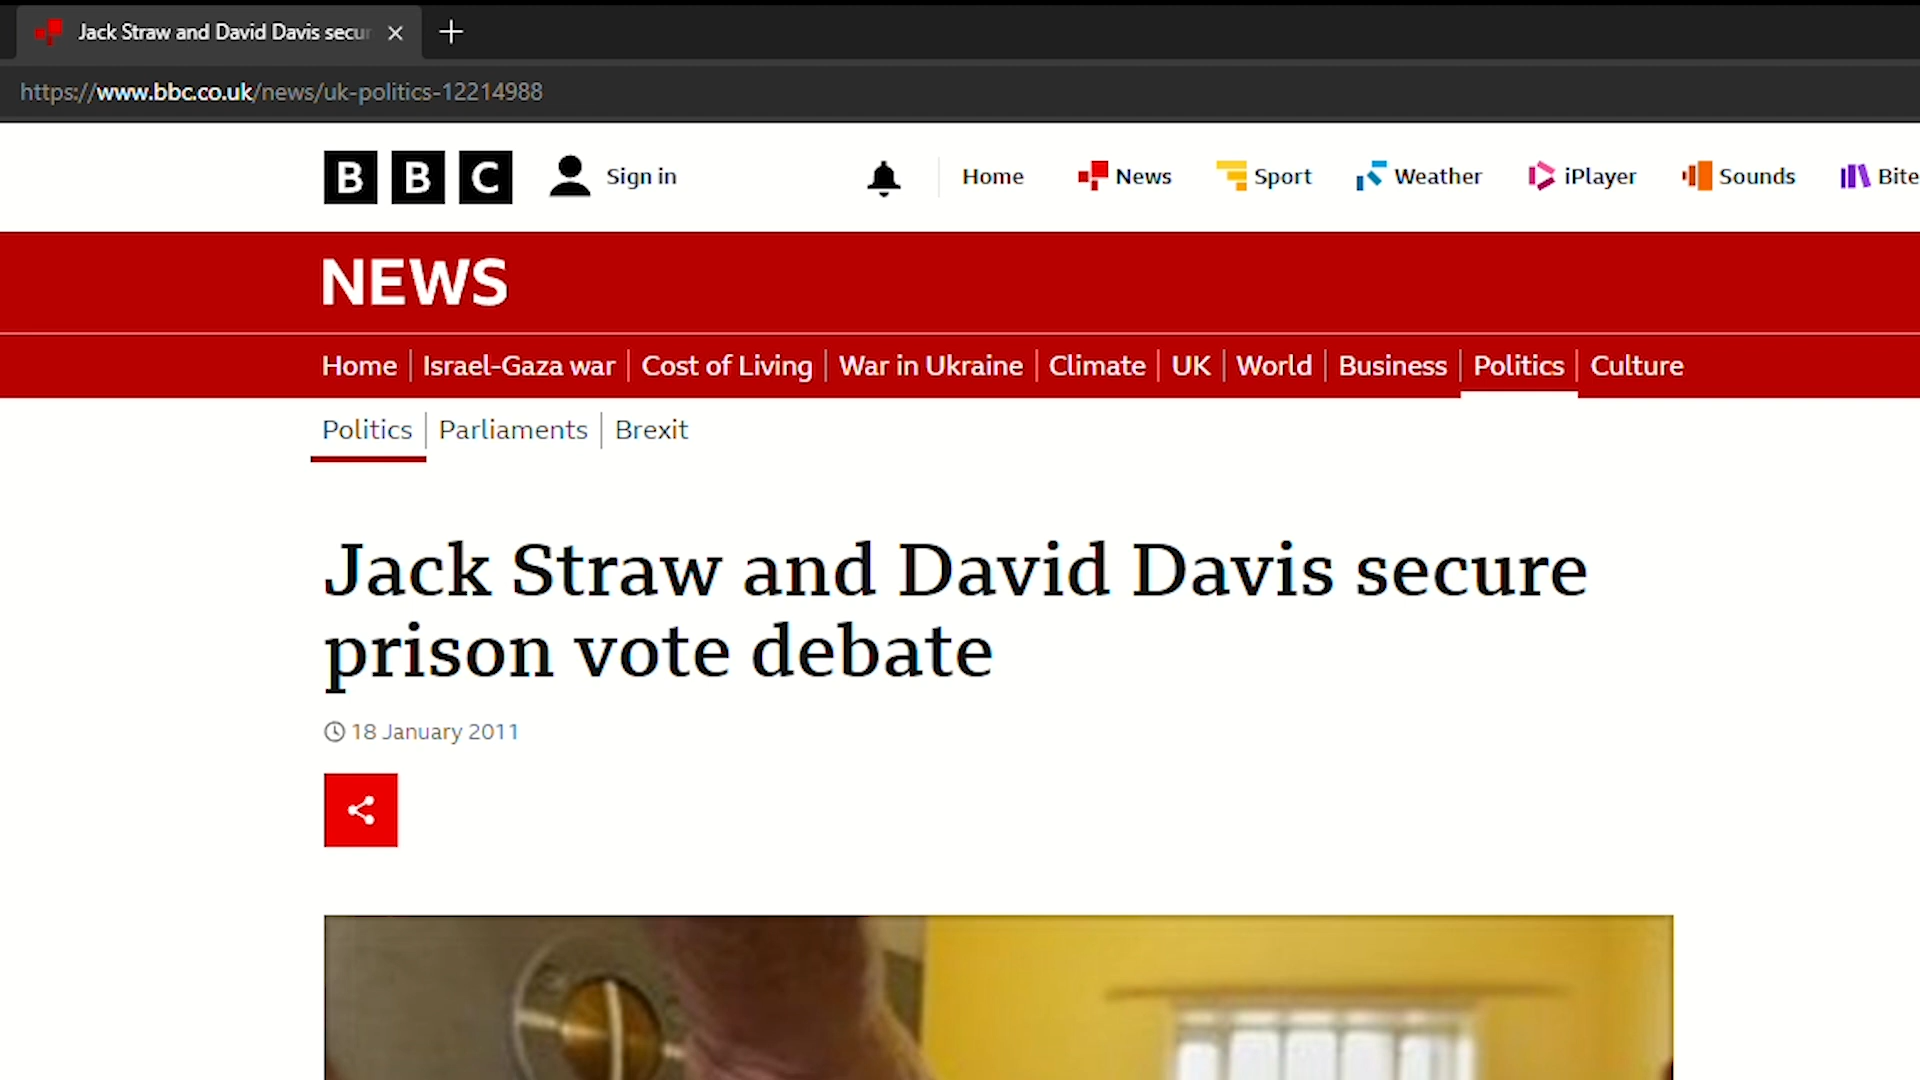 Jack Straw and David Davis secur
https://www.bbc.co.uk/news/uk-politics-12214988
BBC Sign in Home News Sport Weather iPlayer Sounds Bite
NEWS
Home Israel-Gaza war Cost of Living War in Ukraine Climate UK World Business Politics Culture
Politics Parliaments Brexit
Jack Straw and David Davis secure
prison vote debate
18 January 2011